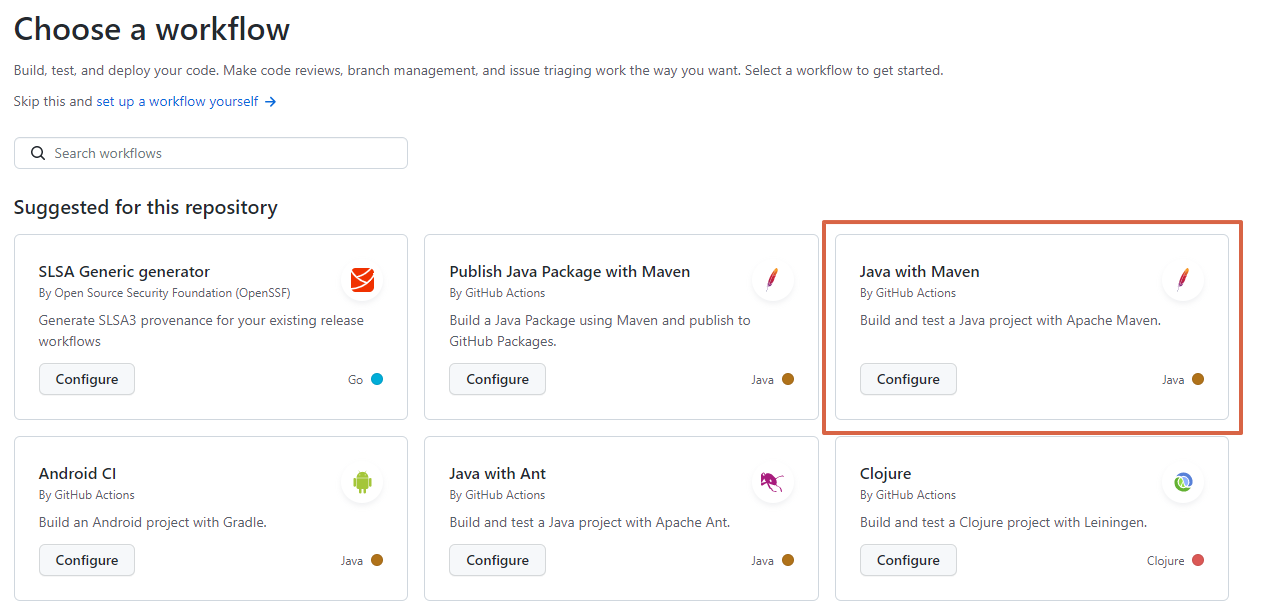 Choose a workflow
Build, test, and deploy your code. Make code reviews, branch management, and issue triaging work the way you want. Select a workflow to get started.
Skip this and set up a workflow yourself →
Search workflows
Suggested for this repository
SLSA Generic generator
By Open Source Security Foundation (OpenSSF)
Generate SLSA3 provenance for your existing release
workflows
Configure
Go
Publish Java Package with Maven
By GitHub Actions
Build a Java Package using Maven and publish to
GitHub Packages.
Configure
Java
Java with Maven
By GitHub Actions
Build and test a Java project with Apache Maven.
Configure
Java
Android CI
By GitHub Actions
Build an Android project with Gradle.
Configure
Java
Java with Ant
By GitHub Actions
Build and test a Java project with Apache Ant.
Configure
Java
Clojure
By GitHub Actions
Build and test a Clojure project with Leiningen.
Configure
Clojure